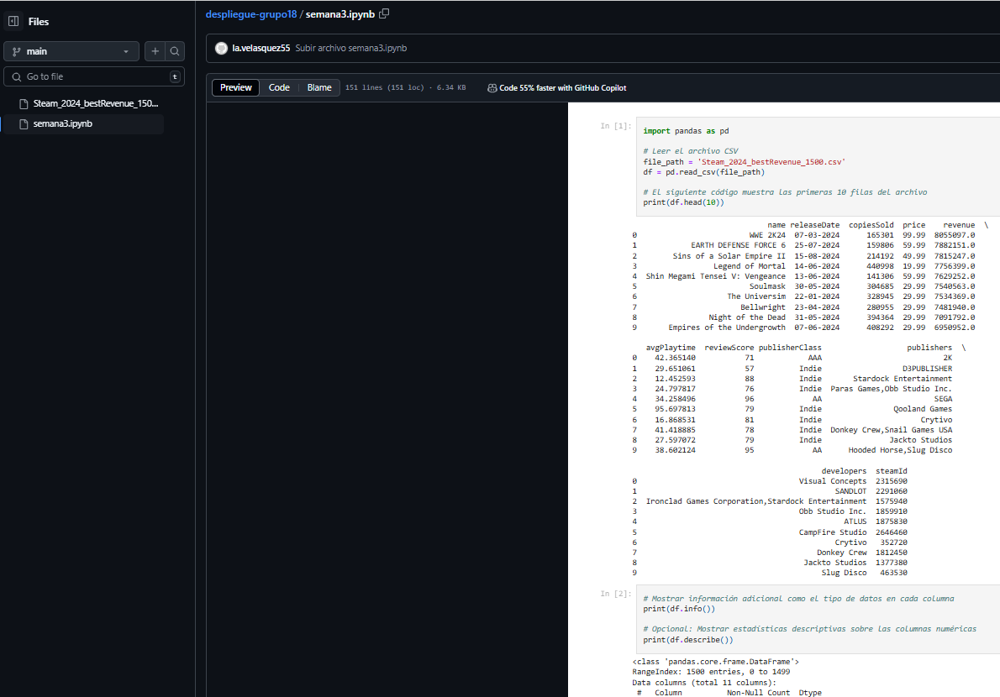 Files
main
Go to file
t
Steam_2024_bestRevenue_150...
semana3.ipynb
despliegue-grupo18 / semana3.ipynb
la.velasquez55 Subir archivo semana3.ipynb
Preview Code Blame 151 lines (151 loc) · 6.34 KB Code 55% faster with GitHub Copilot
In [1]:
import pandas as pd
# Leer el archivo CSV
file_path = 'Steam_2024_bestRevenue_1500.csv'
df = pd.read_csv(file_path)
# El siguiente código muestra las primeras 10 filas del archivo
print(df.head(10))
name releaseDate copiesSold price revenue \
0 WWE 2K24 07-03-2024 165301 99.99 8055097.0
1 EARTH DEFENSE FORCE 6 25-07-2024 159806 59.99 7882151.0
2 Sins of a Solar Empire II 15-08-2024 214192 49.99 7815247.0
3 Legend of Mortal 14-06-2024 440998 19.99 7756399.0
4 Shin Megami Tensei V: Vengeance 13-06-2024 141306 59.99 7629252.0
5 Soulmask 30-05-2024 304685 29.99 7540563.0
6 The Universim 22-01-2024 328945 29.99 7534369.0
7 Bellwright 23-04-2024 280955 29.99 7481940.0
8 Night of the Dead 31-05-2024 394364 29.99 7091792.0
9 Empires of the Undergrowth 07-06-2024 408292 29.99 6950952.0
avgPlaytime reviewScore publisherClass publishers \
0 42.365140 71 AAA 2K
1 29.651061 57 Indie D3PUBLISHER
2 12.452593 88 Indie Stardock Entertainment
3 24.797817 76 Indie Paras Games,Obb Studio Inc.
4 34.258496 96 AA SEGA
5 95.697813 79 Indie Qooland Games
6 16.868531 81 Indie Crytivo
7 41.418885 78 Indie Donkey Crew,Snail Games USA
8 27.597072 79 Indie Jackto Studios
9 38.602124 95 AA Hooded Horse,Slug Disco
developers steamId
0 Visual Concepts 2315690
1 SANDLOT 2291060
2 Ironclad Games Corporation,Stardock Entertainment 1575940
3 Obb Studio Inc. 1859910
4 ATLUS 1875830
5 CampFire Studio 2646460
6 Crytivo 352720
7 Donkey Crew 1812450
8 Jackto Studios 1377380
9 Slug Disco 463530
In [2]:
# Mostrar información adicional como el tipo de datos en cada columna
print(df.info())
# Opcional: Mostrar estadísticas descriptivas sobre las columnas numéricas
print(df.describe())
<class 'pandas.core.frame.DataFrame'>
RangeIndex: 1500 entries, 0 to 1499
Data columns (total 11 columns):
# Column Non-Null Count Dtype